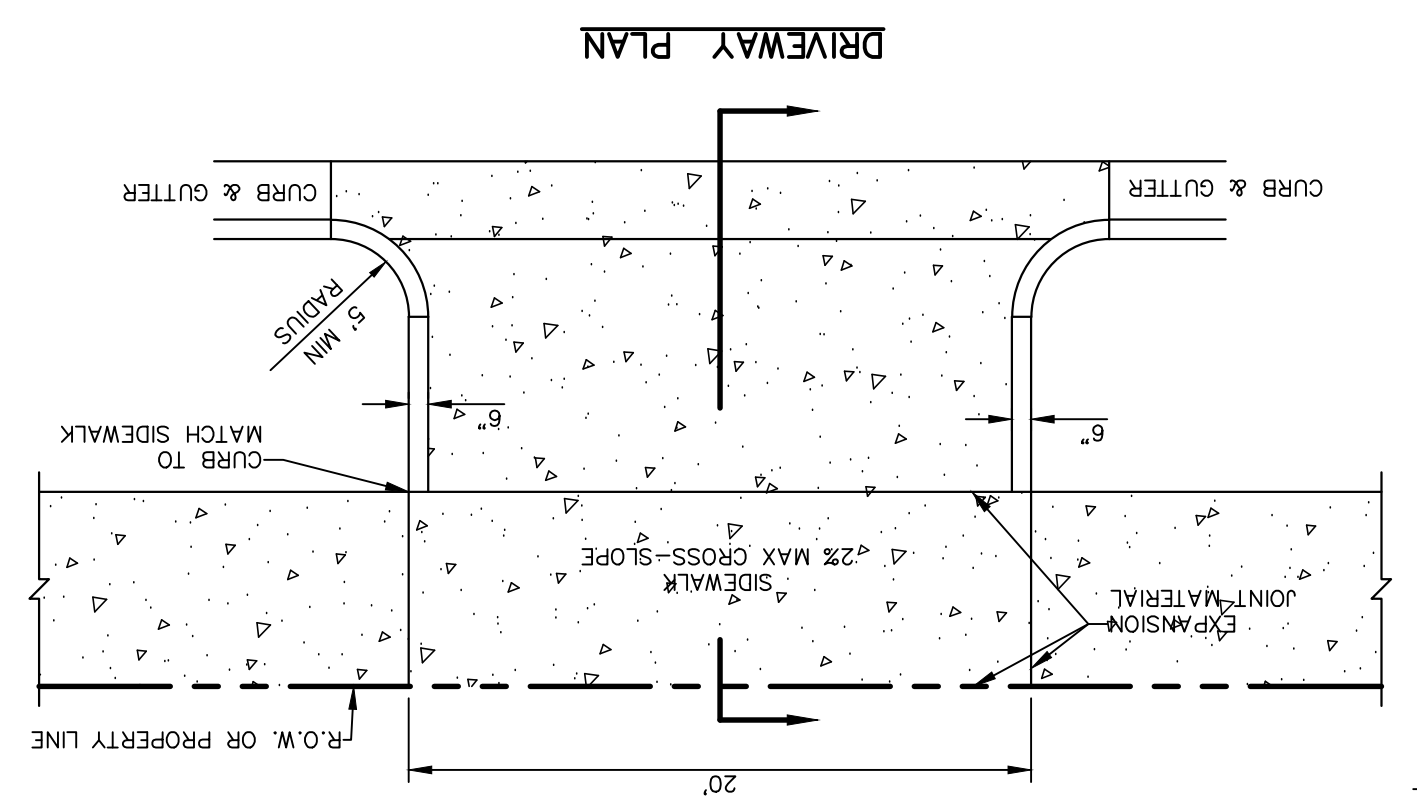 20'
R.O.W. OR PROPERTY LINE
EXPANSION
JOINT MATERIAL
SIDEWALK
2% MAX CROSS-SLOPE
CURB TO
MATCH SIDEWALK
6"
6"
5' MIN
RADIUS
CURB & GUTTER
CURB & GUTTER
DRIVEWAY PLAN